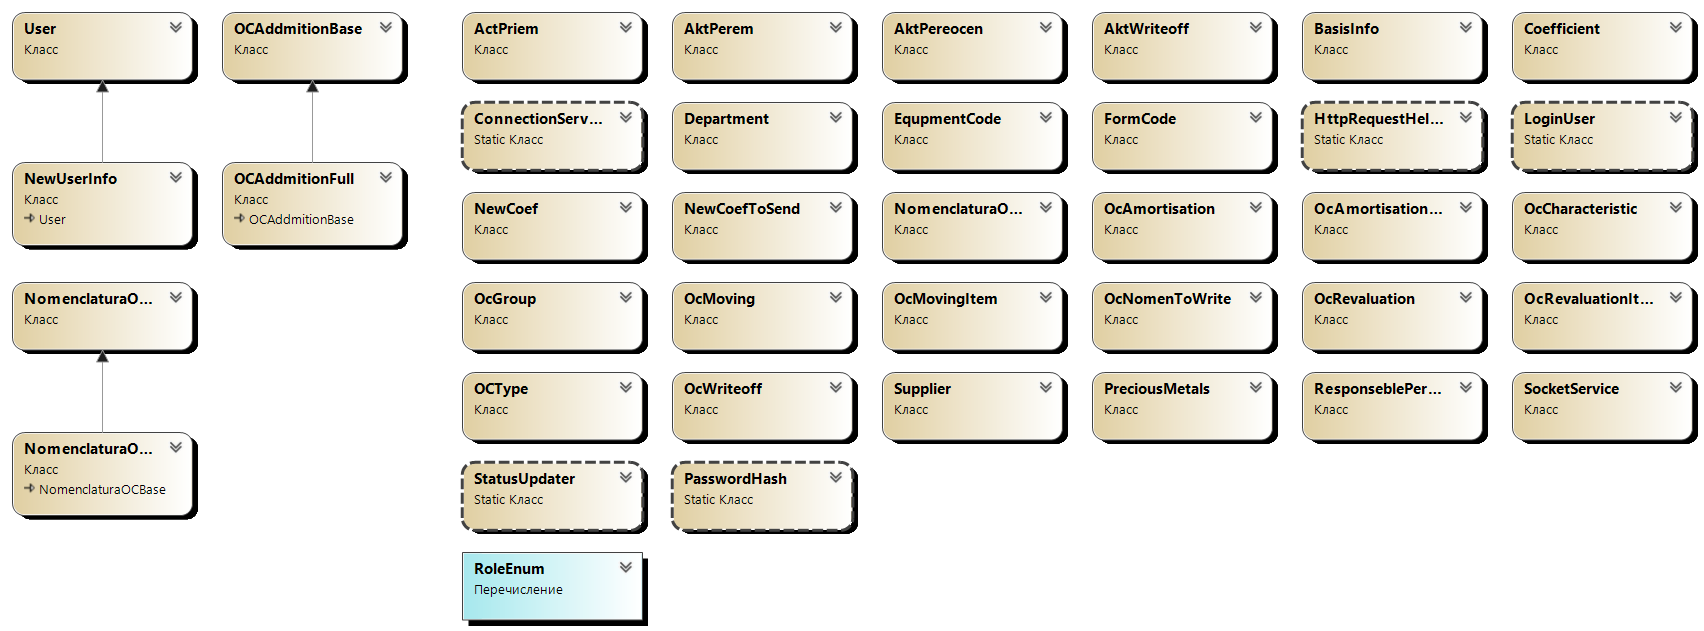 User
Класс
OCAddmitionBase
Класс
ActPriem
Класс
AktPerem
Класс
AktPereocen
Класс
AktWriteoff
Класс
BasisInfo
Класс
Coefficient
Класс
ConnectionServ...
Static Класс
Department
Класс
EqupmentCode
Класс
FormCode
Класс
HttpRequestHel...
Static Класс
LoginUser
Static Класс
NewUserInfo
Класс
User
OCAddmitionFull
Класс
OCAddmitionBase
NewCoef
Класс
NewCoefToSend
Класс
NomenclaturaO...
Класс
OcAmortisation
Класс
OcAmortisation...
Класс
OcCharacteristic
Класс
NomenclaturaO...
Класс
OcGroup
Класс
OcMoving
Класс
OcMovingItem
Класс
OcNomenToWrite
Класс
OcRevaluation
Класс
OcRevaluationIt...
Класс
OCType
Класс
OcWriteoff
Класс
Supplier
Класс
PreciousMetals
Класс
ResponseblePer...
Класс
SocketService
Класс
NomenclaturaO...
Класс
NomenclaturaOCBase
StatusUpdater
Static Класс
PasswordHash
Static Класс
RoleEnum
Перечисление